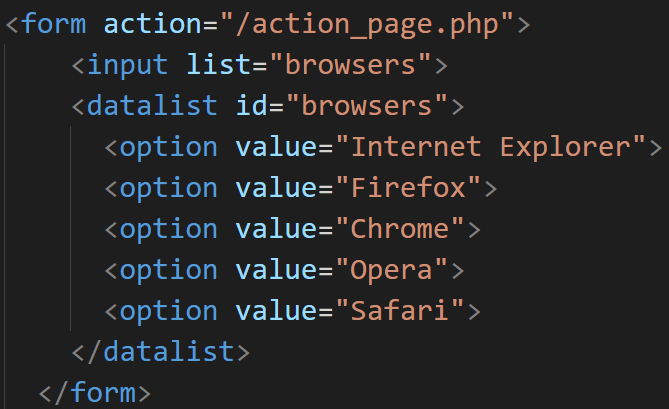 <form action="/action_page.php">
<input list="browsers">
<datalist id="browsers">
<option value="Internet Explorer">
<option value="Firefox">
<option value="Chrome">
<option value="Opera">
<option value="Safari">
</datalist>
</form>